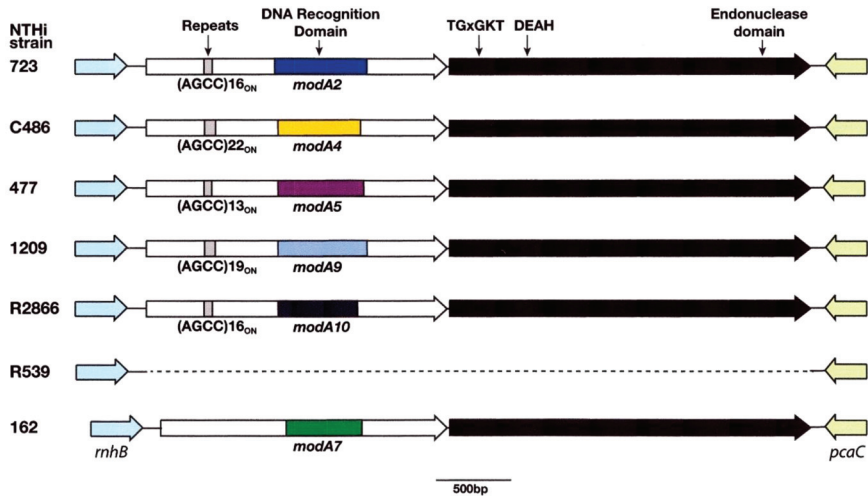 NTHi
strain
Repeats
DNA Recognition
Domain
TGxGKT
DEAH
Endonuclease
domain
723
(AGCC)16ON
modA2
C486
(AGCC)22ON
modA4
477
(AGCC)13ON
modA5
1209
(AGCC)19ON
modA9
R2866
(AGCC)16ON
modA10
R539
162
rnhB
modA7
pcaC
500bp